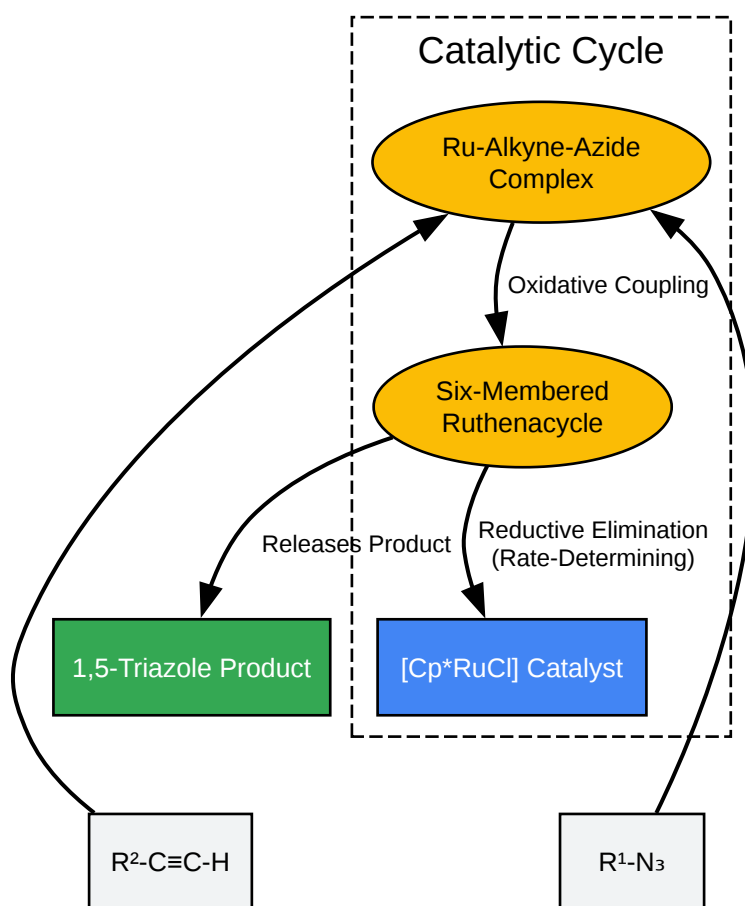 Catalytic Cycle
Ru-Alkyne-Azide
Complex
Oxidative Coupling
Six-Membered
Ruthenacycle
Releases Product
Reductive Elimination
(Rate-Determining)
1,5-Triazole Product
[Cp*RuCl] Catalyst
R²-C≡C-H
R¹-N₃